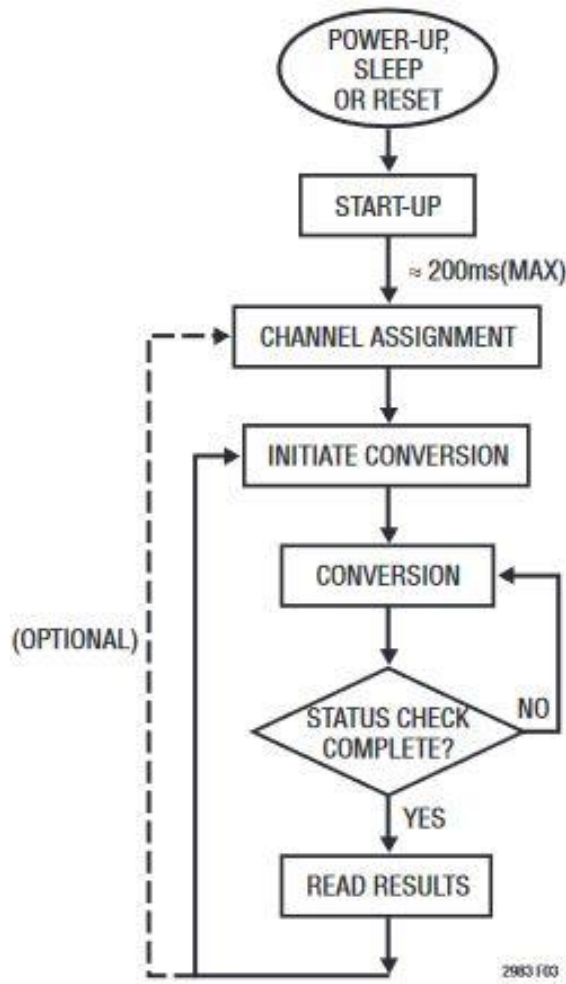 POWER-UP,
SLEEP
OR RESET
START-UP
≈ 200ms(MAX)
CHANNEL ASSIGNMENT
INITIATE CONVERSION
CONVERSION
(OPTIONAL)
STATUS CHECK
COMPLETE?
NO
YES
READ RESULTS
2983 F03